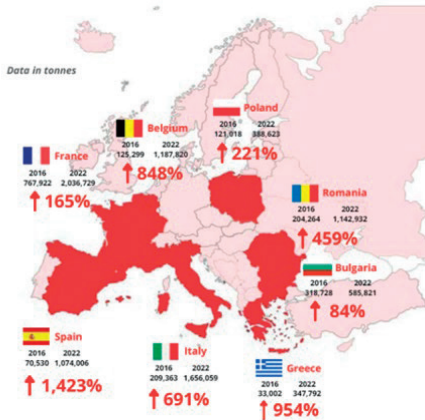 Data in tonnes
Poland
2016 2022
121,018 388,623
↑ 221%
Belgium
2016 2022
125,299 1,187,820
↑ 848%
France
2016 2022
767,922 2,036,729
↑ 165%
Romania
2016 2022
204,264 1,142,932
↑ 459%
Bulgaria
2016 2022
318,728 585,821
↑ 84%
Spain
2016 2022
70,530 1,074,006
↑ 1,423%
Italy
2016 2022
209,363 1,656,059
↑ 691%
Greece
2016 2022
33,002 347,792
↑ 954%